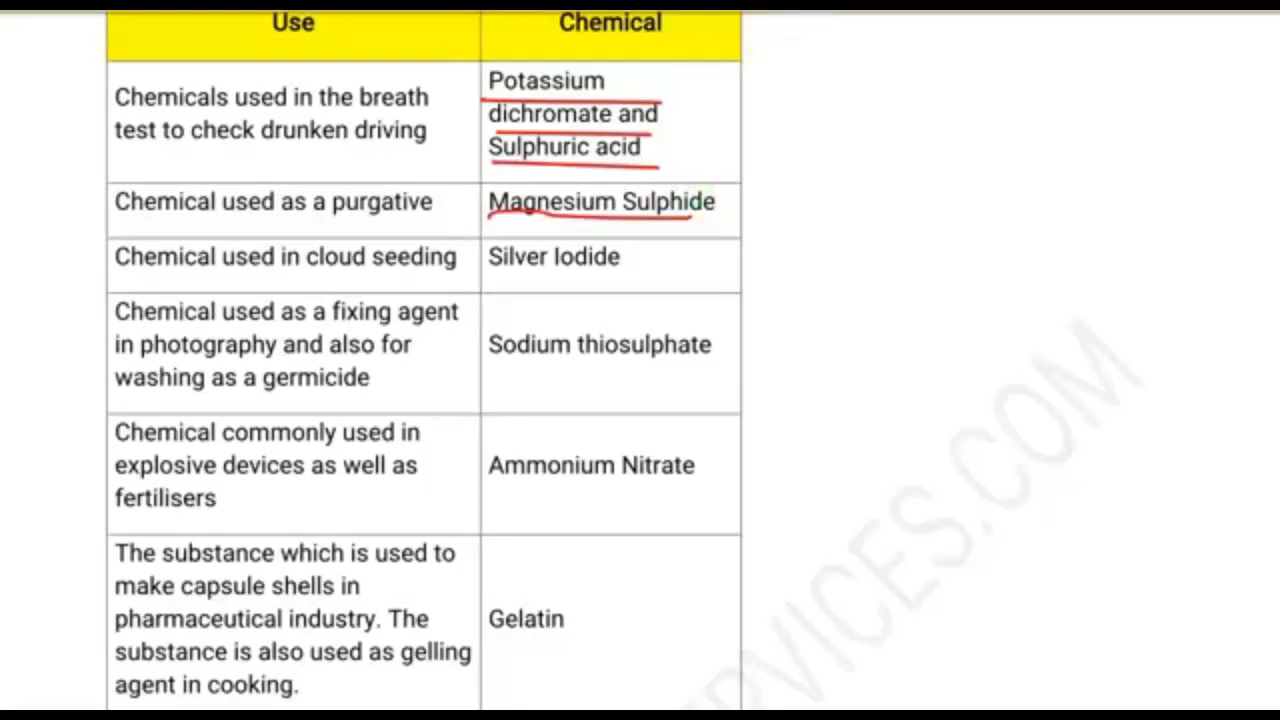 Use
Chemical
Chemicals used in the breath
test to check drunken driving
Potassium
dichromate and
Sulphuric acid
Chemical used as a purgative
Magnesium Sulphide
Chemical used in cloud seeding
Silver Iodide
Chemical used as a fixing agent
in photography and also for
washing as a germicide
Sodium thiosulphate
Chemical commonly used in
explosive devices as well as
fertilisers
Ammonium Nitrate
The substance which is used to
make capsule shells in
pharmaceutical industry. The
substance is also used as gelling
agent in cooking.
Gelatin